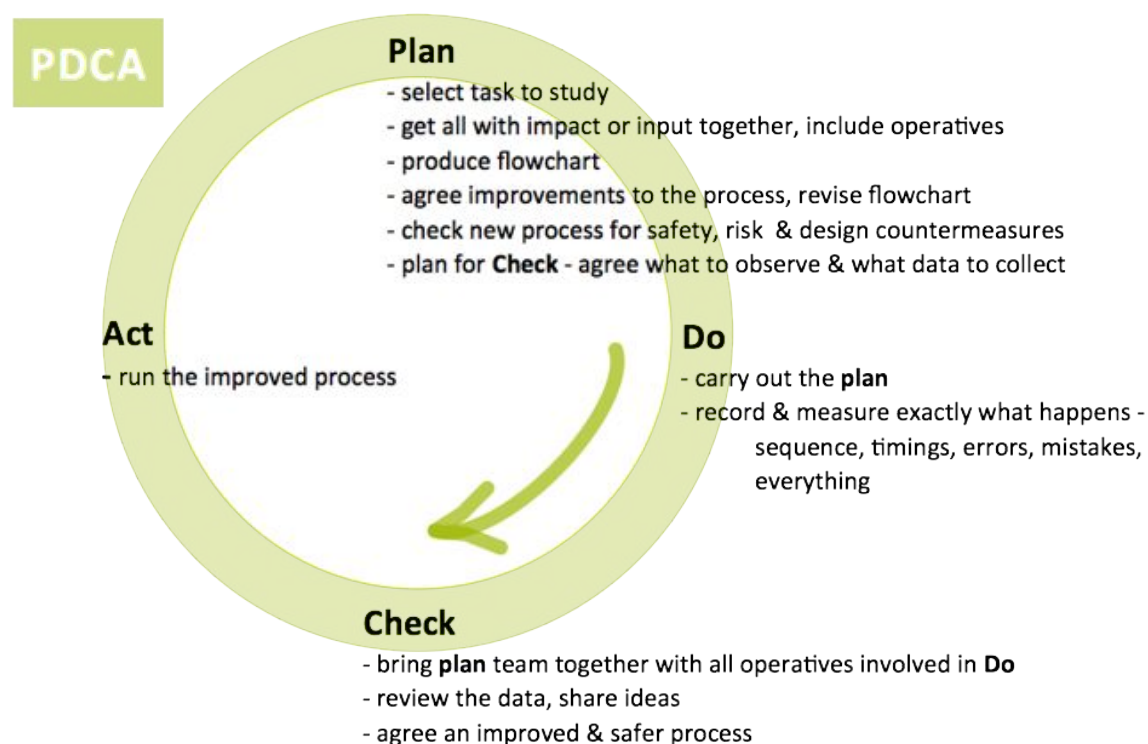 PDCA
Plan
- select task to study
- get all with impact or input together, include operatives
- produce flowchart
- agree improvements to the process, revise flowchart
- check new process for safety, risk & design countermeasures
- plan for Check - agree what to observe & what data to collect
Act
- run the improved process
Do
- carry out the plan
- record & measure exactly what happens -
sequence, timings, errors, mistakes,
everything
Check
- bring plan team together with all operatives involved in Do
- review the data, share ideas
- agree an improved & safer process